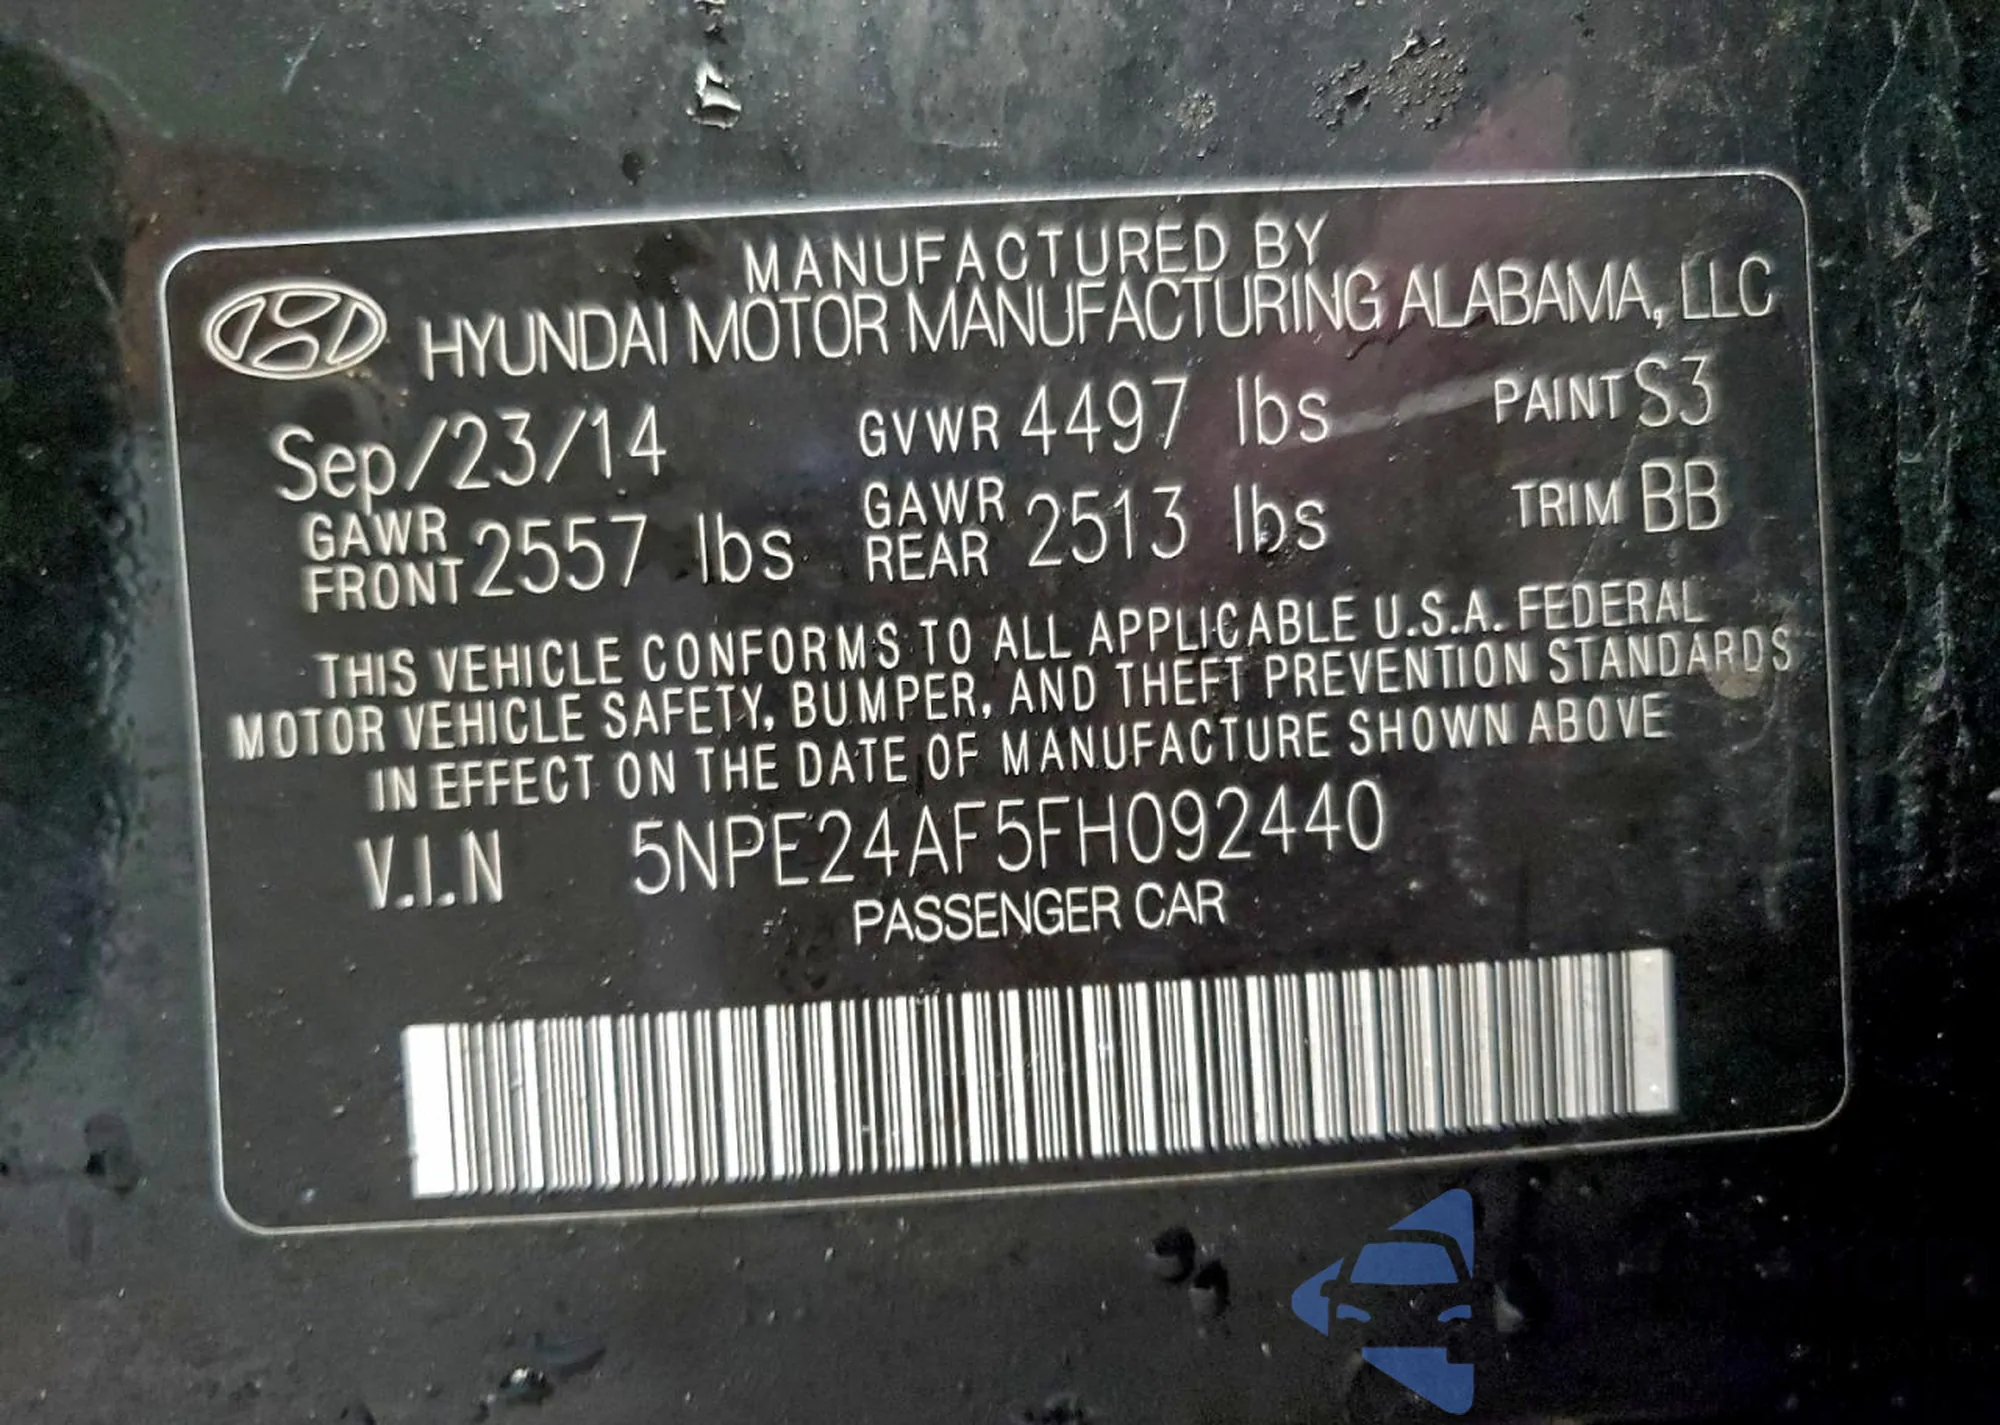 MANUFACTURED BY
HYUNDAI MOTOR MANUFACTURING ALABAMA, LLC
Sep/23/14 GVWR 4497 lbs PAINT S3
GAWR FRONT 2557 lbs GAWR REAR 2513 lbs TRIM BB
THIS VEHICLE CONFORMS TO ALL APPLICABLE U.S.A. FEDERAL
MOTOR VEHICLE SAFETY, BUMPER, AND THEFT PREVENTION STANDARDS
IN EFFECT ON THE DATE OF MANUFACTURE SHOWN ABOVE
V.I.N 5NPE24AF5FH092440
PASSENGER CAR